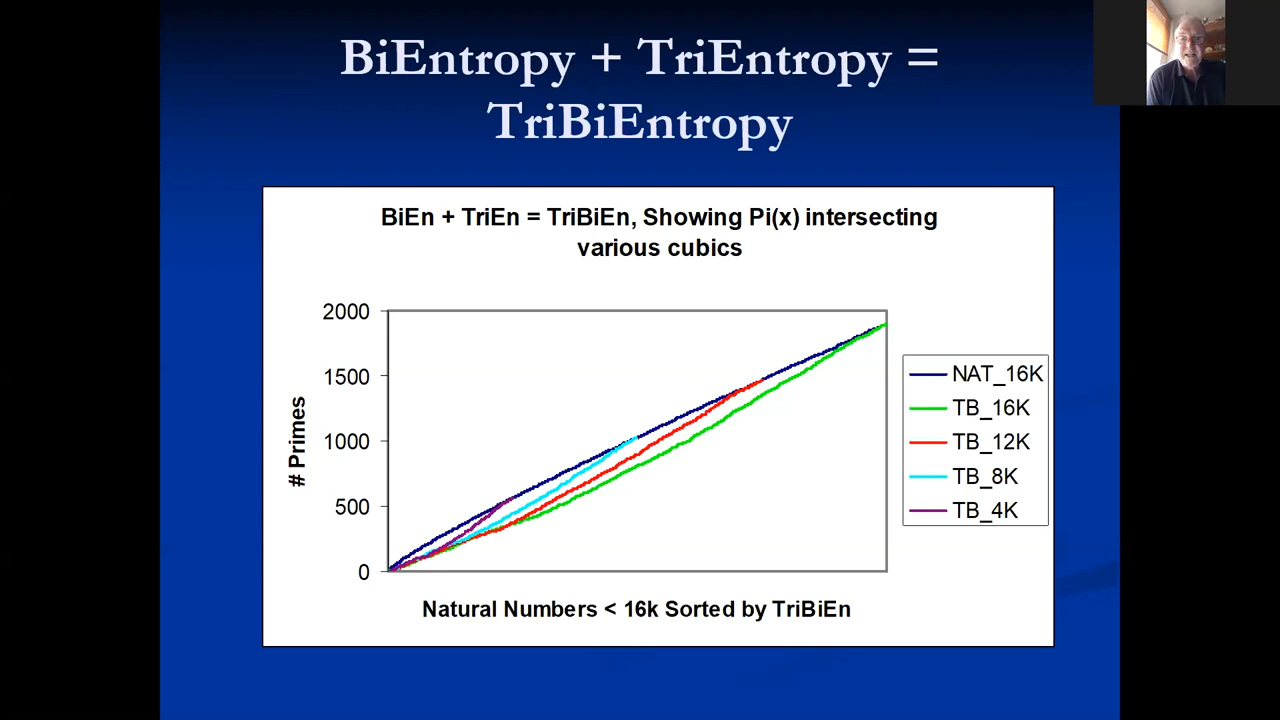 BiEntropy + TriEntropy =
TriBiEntropy
BiEn + TriEn = TriBiEn, Showing Pi(x) intersecting
various cubics
# Primes
2000
1500
1000
500
0
NAT_16K
TB_16K
TB_12K
TB_8K
TB_4K
Natural Numbers < 16k Sorted by TriBiEn